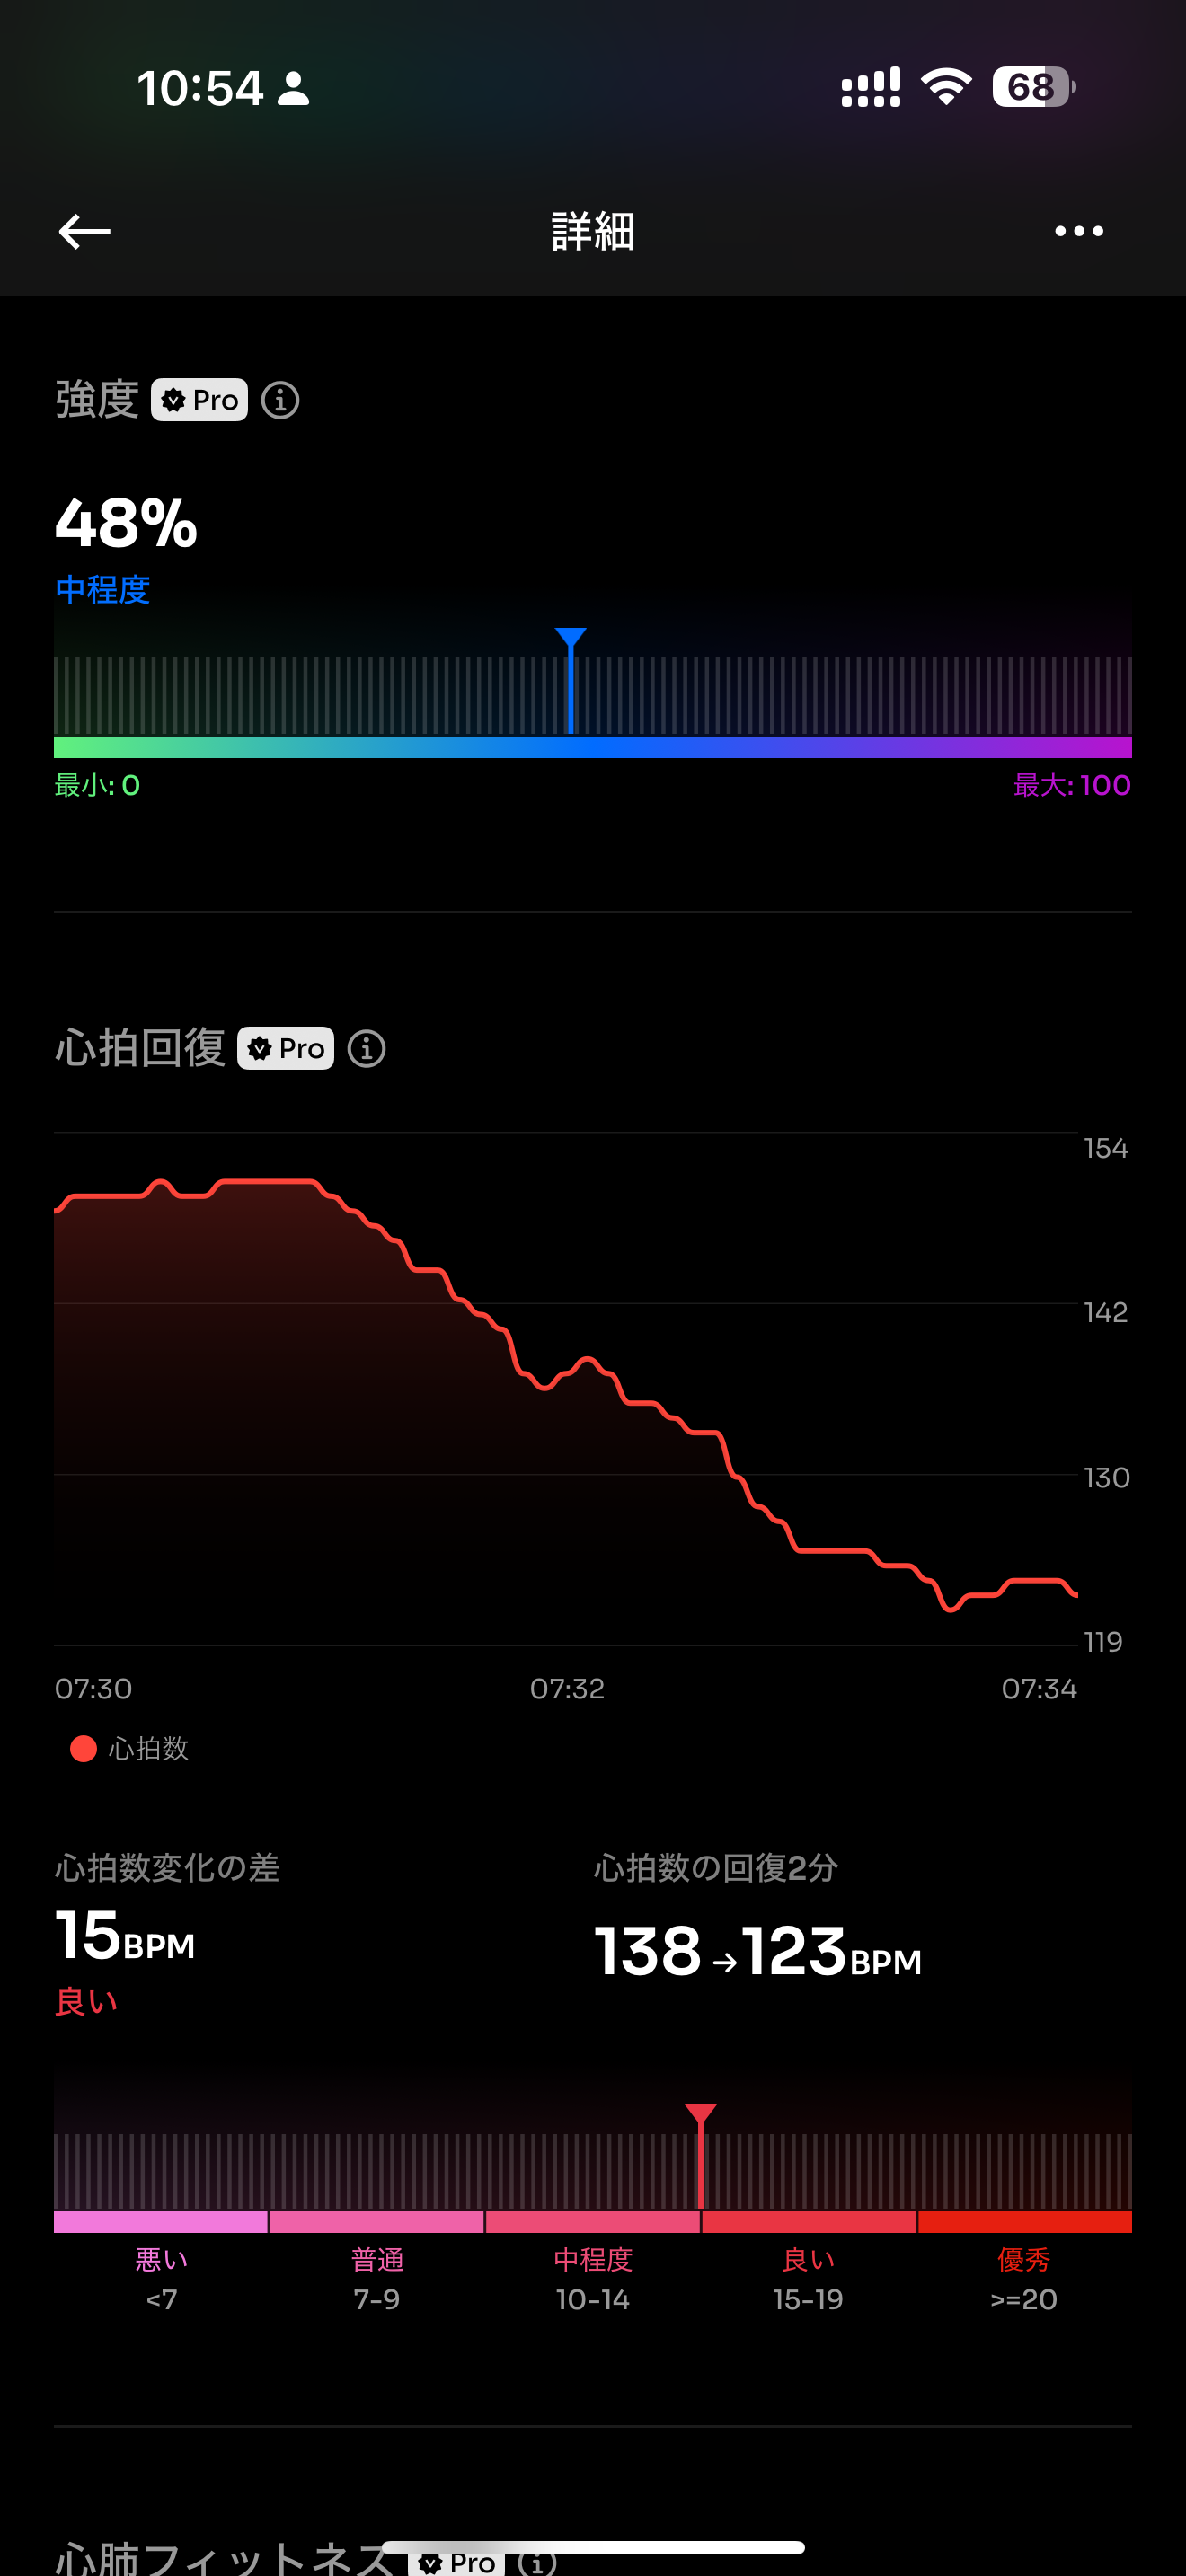 10:54
68
詳細
強度 Pro
48%
中程度
最小: 0 最大: 100
心拍回復 Pro
154
142
130
119
07:30 07:32 07:34
心拍数
心拍数変化の差 心拍数の回復2分
15BPM 138→123BPM
良い
悪い 普通 中程度 良い 優秀
<7 7-9 10-14 15-19 >=20
心肺フィットネス Pro